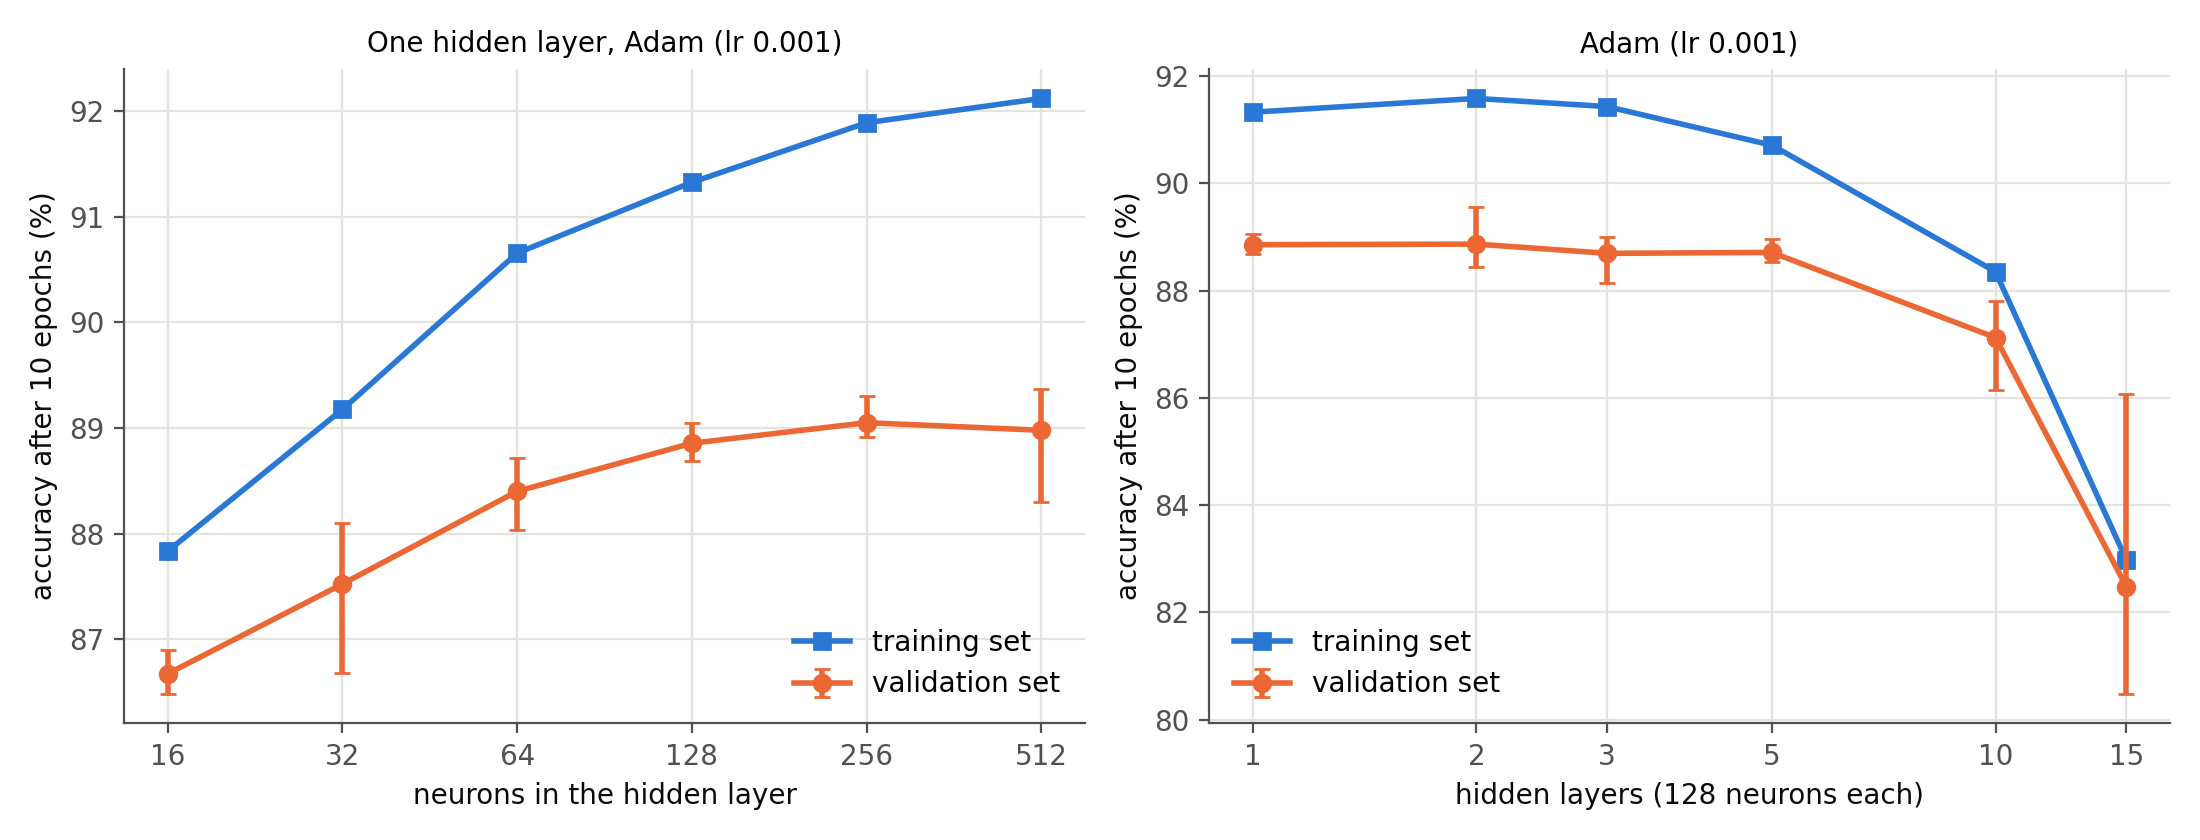 One hidden layer, Adam (lr 0.001)
accuracy after 10 epochs (%)
92
91
90
89
88
87
training set
validation set
16 32 64 128 256 512
neurons in the hidden layer
Adam (lr 0.001)
accuracy after 10 epochs (%)
92
90
88
86
84
82
80
training set
validation set
1 2 3 5 10 15
hidden layers (128 neurons each)